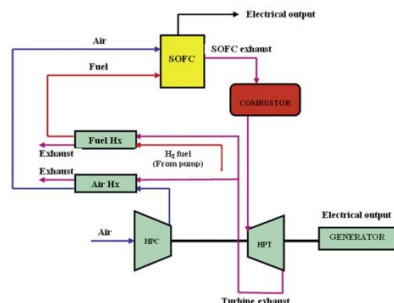 Electrical output
Air
SOFC
SOFC exhaust
Fuel
COMBUSTOR
Fuel Hx
Exhaust
H₂ fuel
(From pump)
Exhaust
Air Hx
Electrical output
Air
HPC
HPT
GENERATOR
Turbine exhaust